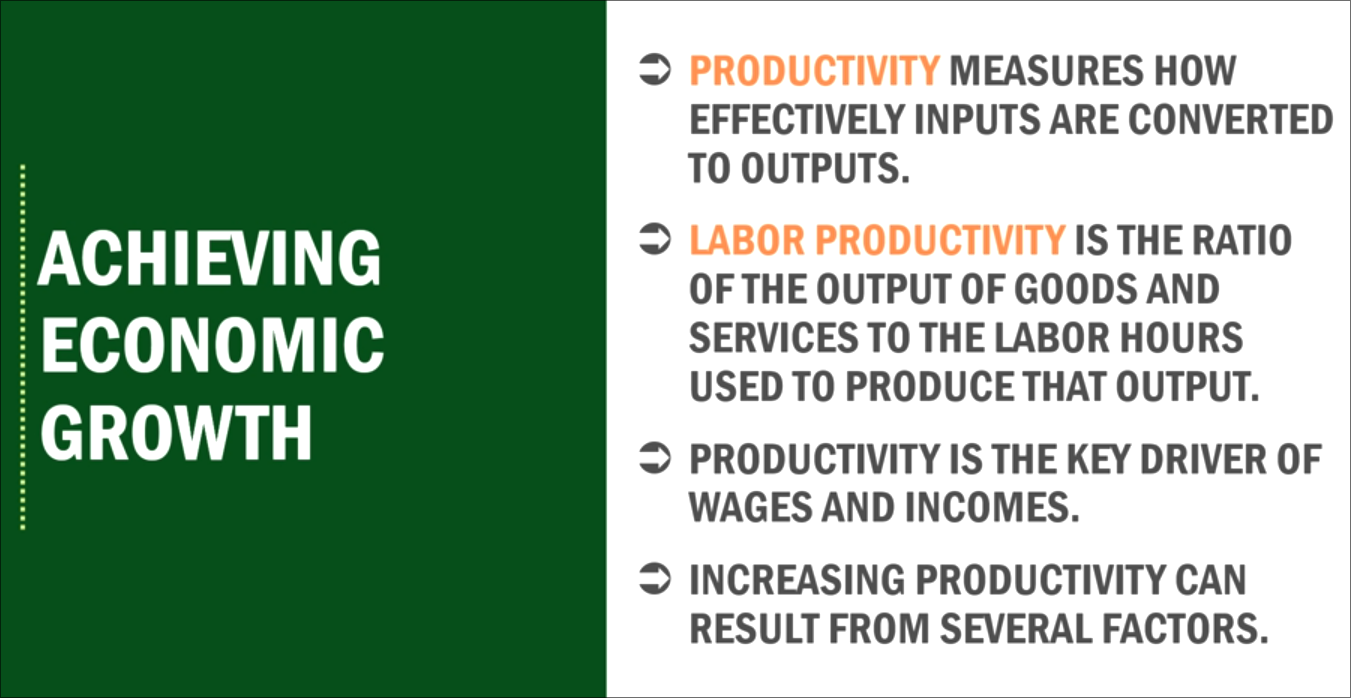 ACHIEVING
ECONOMIC
GROWTH
PRODUCTIVITY MEASURES HOW
EFFECTIVELY INPUTS ARE CONVERTED
TO OUTPUTS.
LABOR PRODUCTIVITY IS THE RATIO
OF THE OUTPUT OF GOODS AND
SERVICES TO THE LABOR HOURS
USED TO PRODUCE THAT OUTPUT.
PRODUCTIVITY IS THE KEY DRIVER OF
WAGES AND INCOMES.
INCREASING PRODUCTIVITY CAN
RESULT FROM SEVERAL FACTORS.